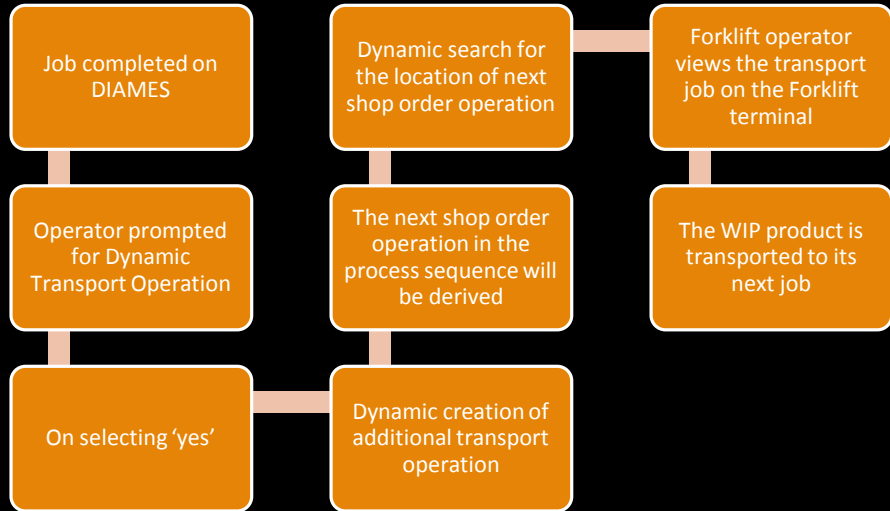 Job completed on
DIAMES
Operator prompted
for Dynamic
Transport Operation
On selecting ‘yes’
Dynamic creation of
additional transport
operation
The next shop order
operation in the
process sequence will
be derived
Dynamic search for
the location of next
shop order operation
Forklift operator
views the transport
job on the Forklift
terminal
The WIP product is
transported to its
next job